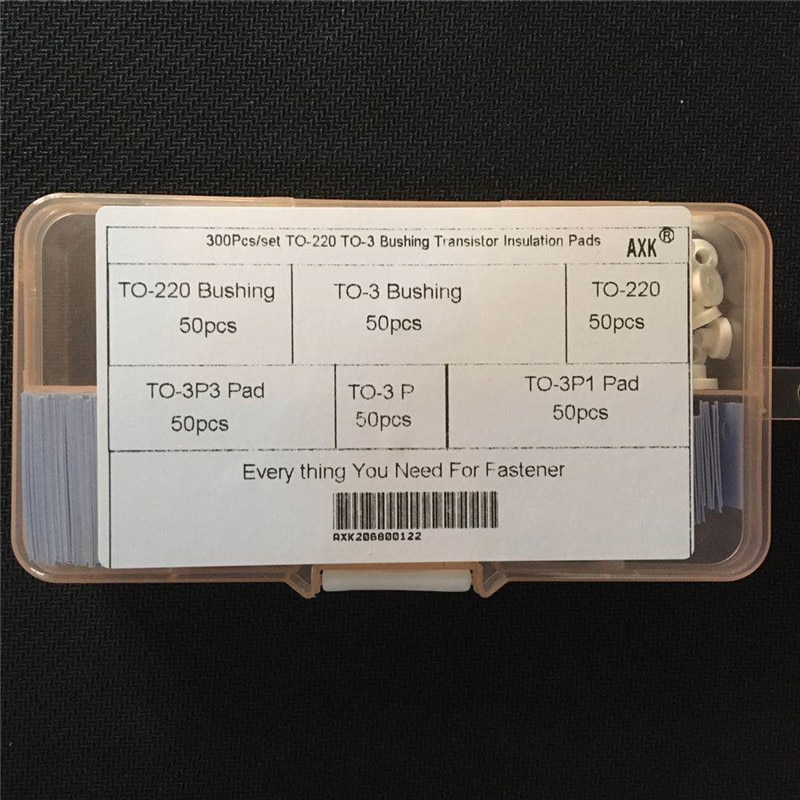 300Pcs/set TO-220 TO-3 Bushing Transistor Insulation Pads AXK®
TO-220 Bushing
50pcs
TO-3 Bushing
50pcs
TO-220
50pcs
TO-3P3 Pad
50pcs
TO-3 P
50pcs
TO-3P1 Pad
50pcs
Every thing You Need For Fastener
AXK206800122